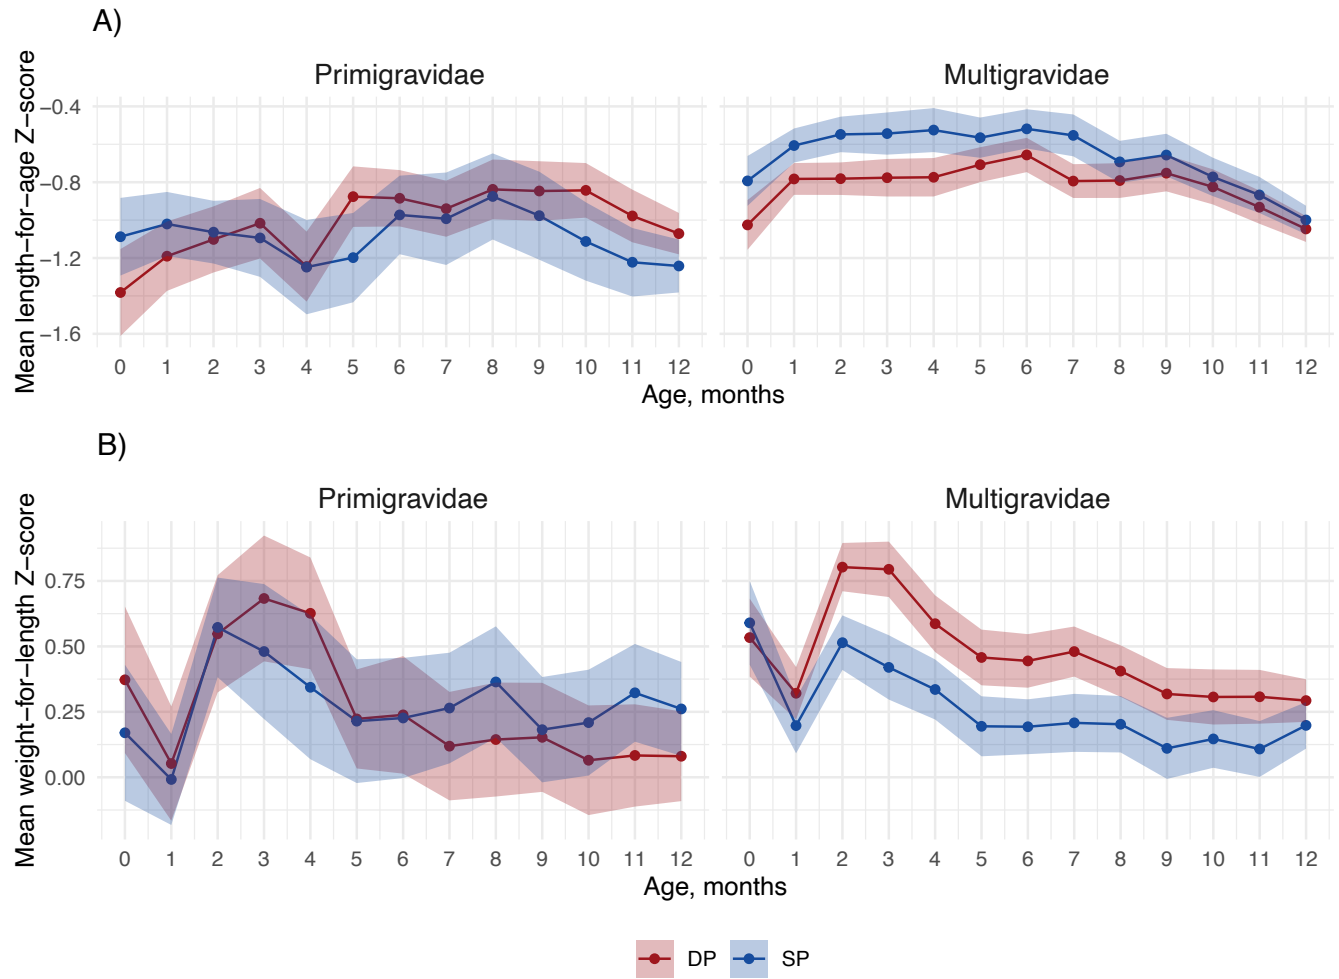 A)
Primigravidae Multigravidae
Mean length−for−age Z−score
−0.4
−0.8
−1.2
−1.6
0 1 2 3 4 5 6 7 8 9 10 11 12 0 1 2 3 4 5 6 7 8 9 10 11 12
Age, months
B)
Primigravidae Multigravidae
Mean weight−for−length Z−score
0.75
0.50
0.25
0.00
0 1 2 3 4 5 6 7 8 9 10 11 12 0 1 2 3 4 5 6 7 8 9 10 11 12
Age, months
DP SP